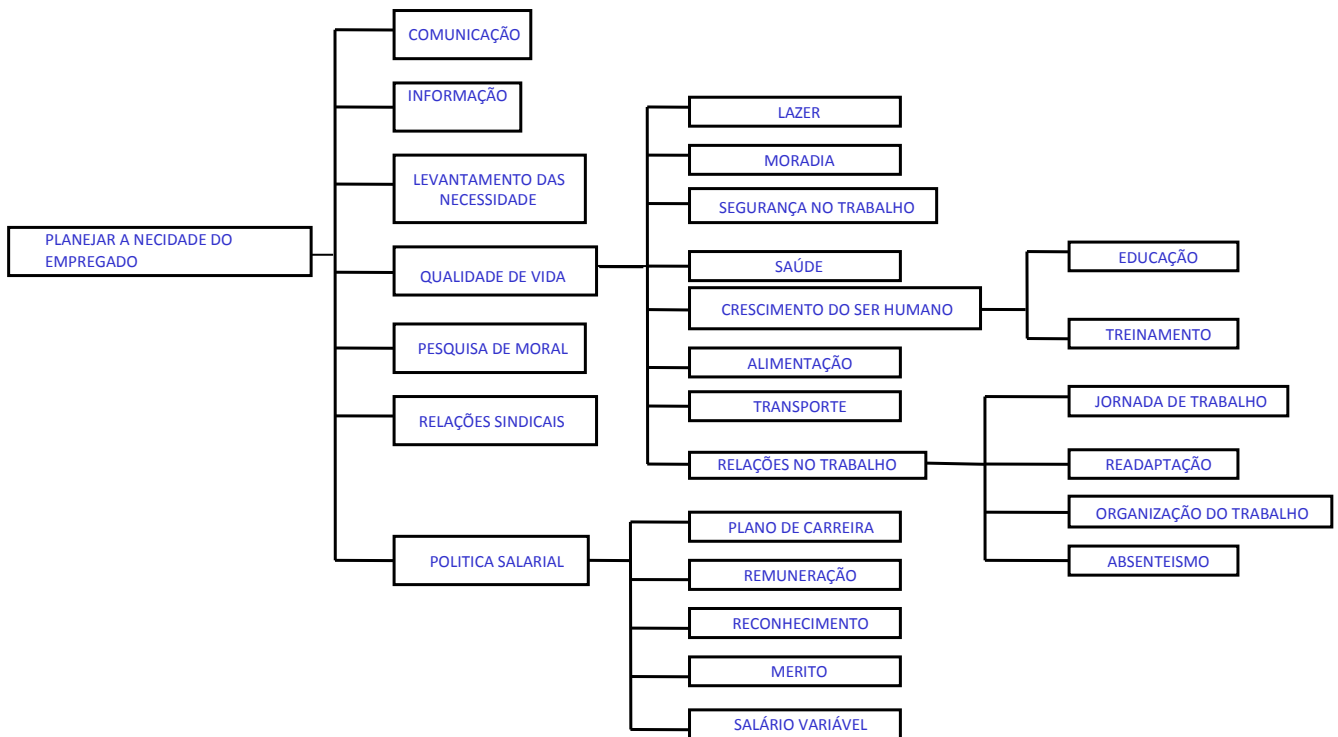 COMUNICAÇÃO
INFORMAÇÃO
LEVANTAMENTO DAS
NECESSIDADE
PLANEJAR A NECIDADE DO
EMPREGADO
QUALIDADE DE VIDA
PESQUISA DE MORAL
RELAÇÕES SINDICAIS
POLITICA SALARIAL
LAZER
MORADIA
SEGURANÇA NO TRABALHO
SAÚDE
CRESCIMENTO DO SER HUMANO
ALIMENTAÇÃO
TRANSPORTE
RELAÇÕES NO TRABALHO
PLANO DE CARREIRA
REMUNERAÇÃO
RECONHECIMENTO
MERITO
SALÁRIO VARIÁVEL
EDUCAÇÃO
TREINAMENTO
JORNADA DE TRABALHO
READAPTAÇÃO
ORGANIZAÇÃO DO TRABALHO
ABSENTEISMO